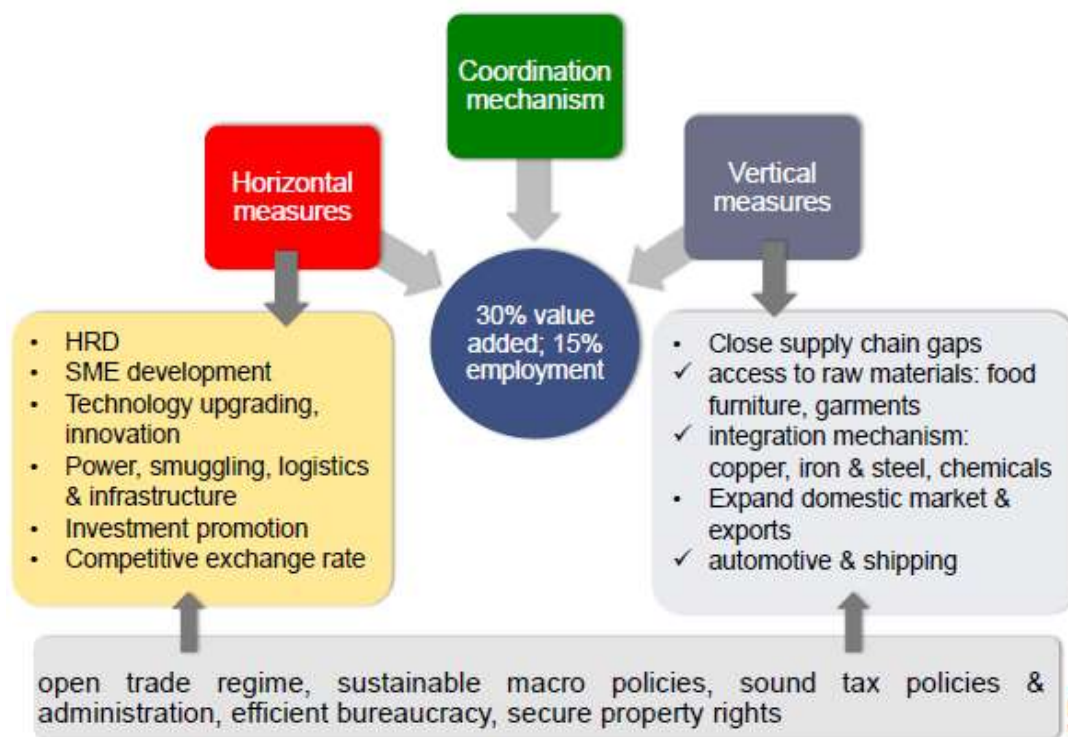 Coordination
mechanism
Horizontal
measures
Vertical
measures
30% value
added; 15%
employment
• HRD
• SME development
• Technology upgrading,
innovation
• Power, smuggling, logistics
& infrastructure
• Investment promotion
• Competitive exchange rate
• Close supply chain gaps
✓ access to raw materials: food
furniture, garments
✓ integration mechanism:
copper, iron & steel, chemicals
• Expand domestic market &
exports
✓ automotive & shipping
open trade regime, sustainable macro policies, sound tax policies &
administration, efficient bureaucracy, secure property rights